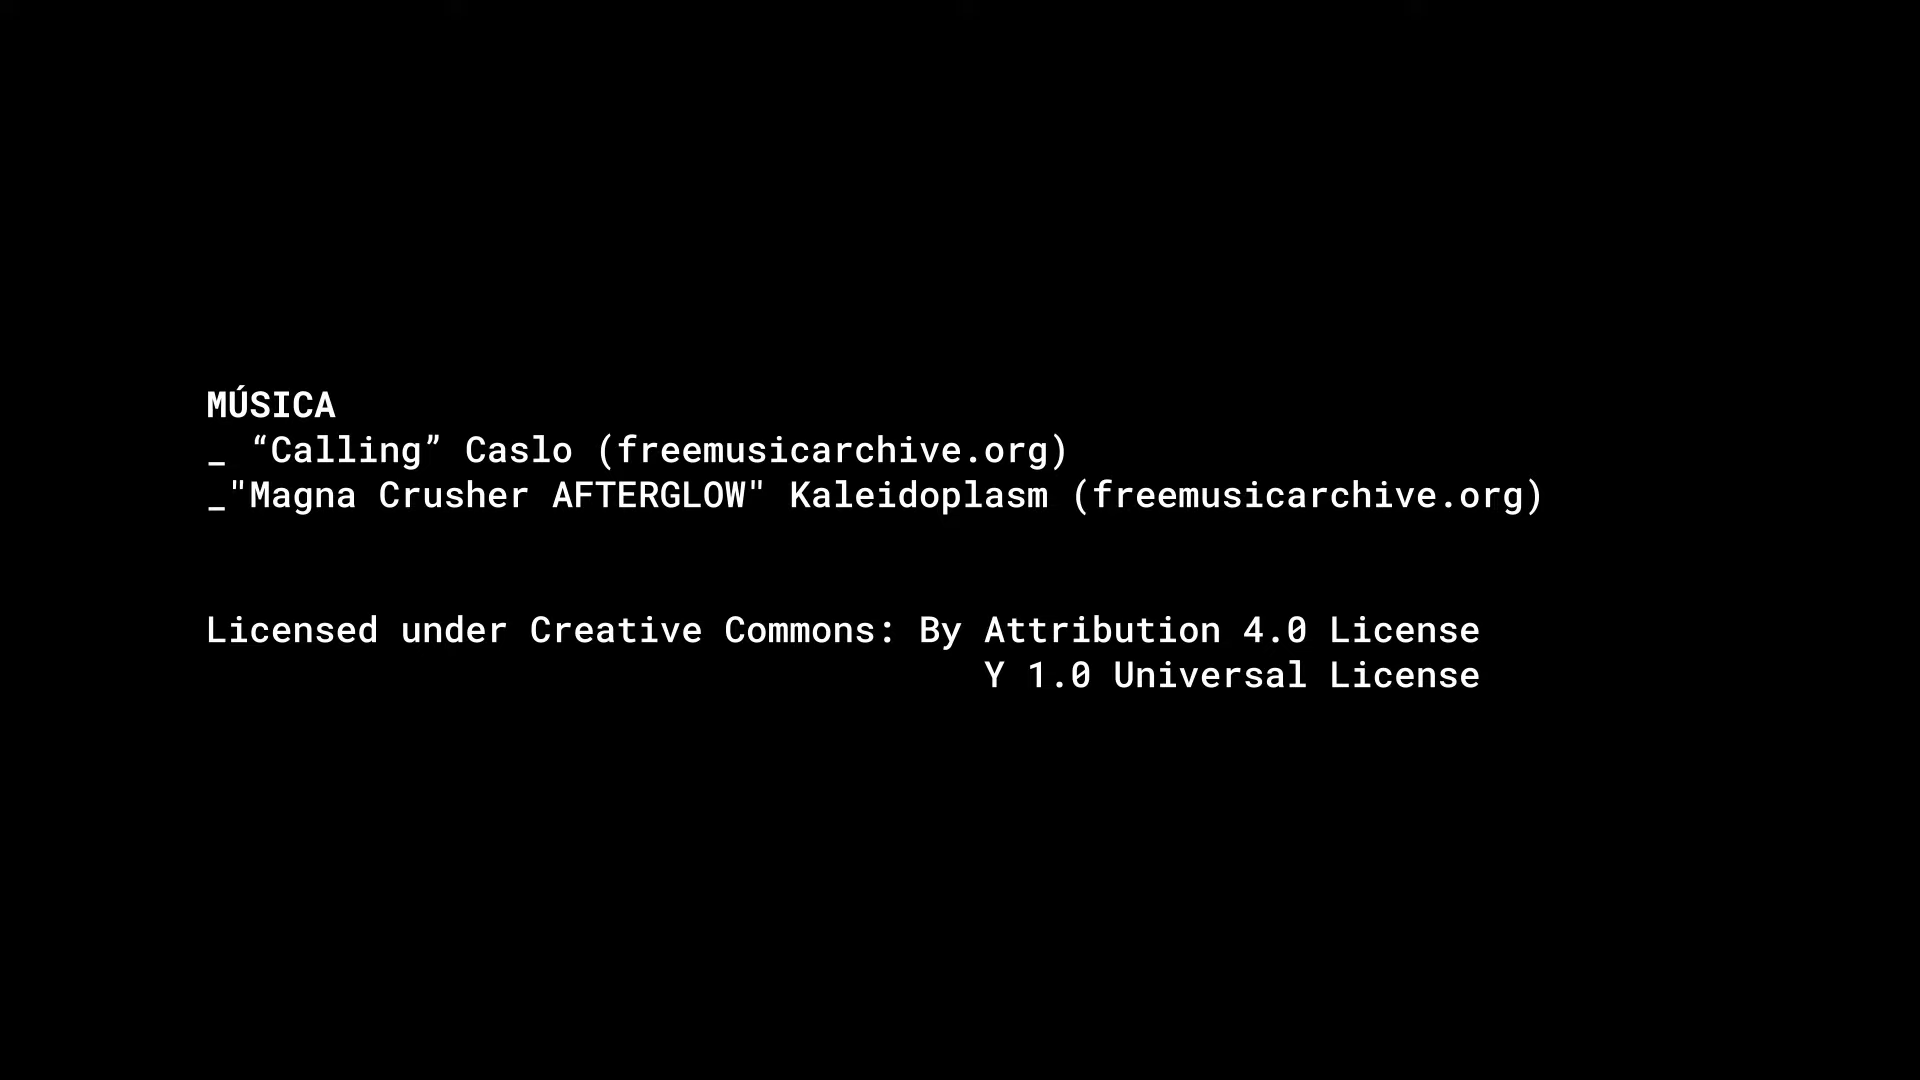 MÚSICA
_ “Calling” Caslo (freemusicarchive.org)
_"Magna Crusher AFTERGLOW" Kaleidoplasm (freemusicarchive.org)
Licensed under Creative Commons: By Attribution 4.0 License
Y 1.0 Universal License